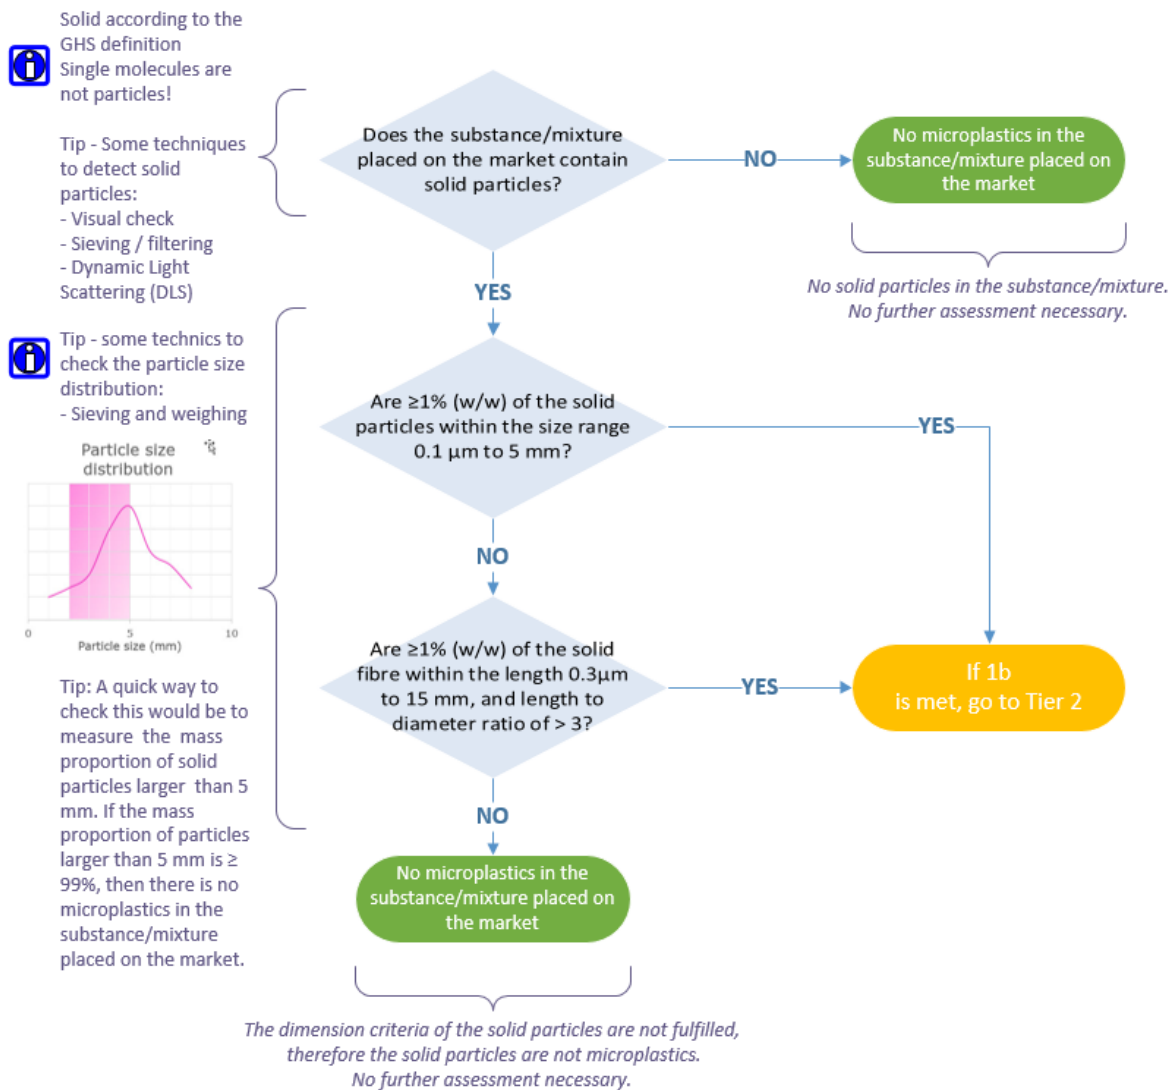 Solid according to the
GHS definition
Single molecules are
not particles!
Tip - Some techniques
to detect solid
particles:
- Visual check
- Sieving / filtering
- Dynamic Light
Scattering (DLS)
Does the substance/mixture
placed on the market contain
solid particles?
NO
No microplastics in the
substance/mixture placed on
the market
No solid particles in the substance/mixture.
No further assessment necessary.
YES
Tip - some technics to
check the particle size
distribution:
- Sieving and weighing
Particle size
distribution
0
5
10
Particle size (mm)
Are ≥1% (w/w) of the solid
particles within the size range
0.1 µm to 5 mm?
YES
NO
Tip: A quick way to
check this would be to
measure the mass
proportion of solid
particles larger than 5
mm. If the mass
proportion of particles
larger than 5 mm is ≥
99%, then there is no
microplastics in the
substance/mixture
placed on the market.
Are ≥1% (w/w) of the solid
fibre within the length 0.3µm
to 15 mm, and length to
diameter ratio of > 3?
YES
If 1b
is met, go to Tier 2
NO
No microplastics in the
substance/mixture placed on
the market
The dimension criteria of the solid particles are not fulfilled,
therefore the solid particles are not microplastics.
No further assessment necessary.